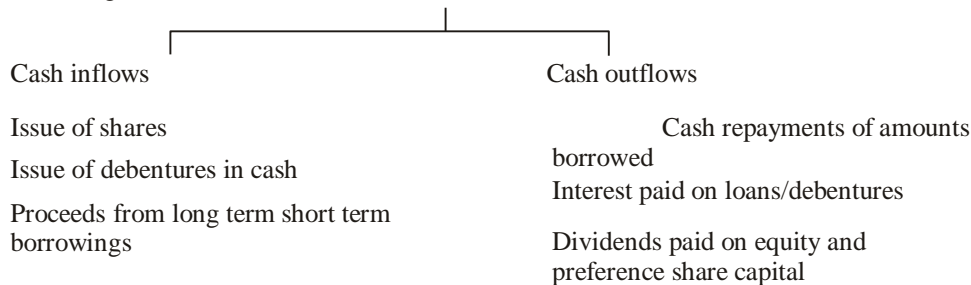 Cash inflows
Issue of shares
Issue of debentures in cash
Proceeds from long term short term
borrowings
Cash outflows
Cash repayments of amounts
borrowed
Interest paid on loans/debentures
Dividends paid on equity and
preference share capital